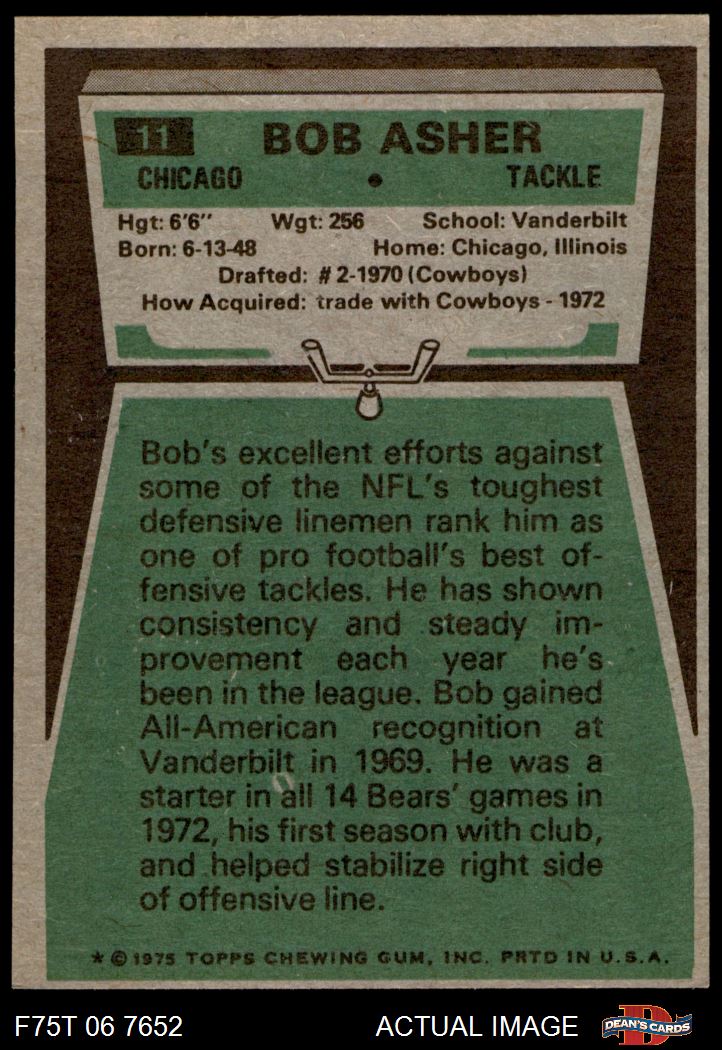 11 BOB ASHER
CHICAGO • TACKLE
Hgt: 6'6" Wgt: 256 School: Vanderbilt
Born: 6-13-48 Home: Chicago, Illinois
Drafted: #2-1970 (Cowboys)
How Acquired: trade with Cowboys - 1972
Bob's excellent efforts against
some of the NFL's toughest
defensive linemen rank him as
one of pro football's best of-
fensive tackles. He has shown
consistency and steady im-
provement each year he's
been in the league. Bob gained
All-American recognition at
Vanderbilt in 1969. He was a
starter in all 14 Bears' games in
1972, his first season with club,
and helped stabilize right side
of offensive line.
* © 1975 TOPPS CHEWING GUM, INC. PRTD IN U.S.A.
F75T 06 7652 ACTUAL IMAGE D DEAN'S CARDS